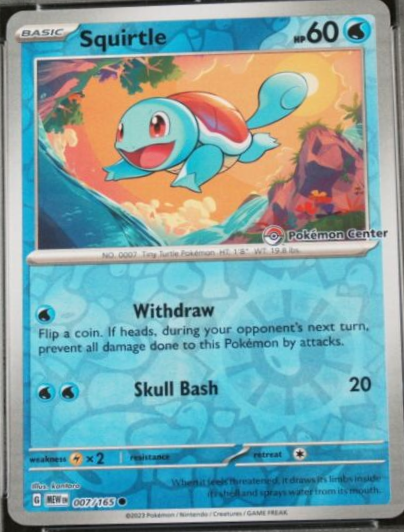 BASIC Squirtle HP60
Pokémon Center
NO. 0007 Tiny Turtle Pokémon HT: 1'8" WT: 19.8 lbs.
Withdraw
Flip a coin. If heads, during your opponent's next turn,
prevent all damage done to this Pokémon by attacks.
Skull Bash 20
weakness ×2 resistance retreat
Illus. kantaro
G MEW EN 007/165
When it feels threatened, it draws its limbs inside
its shell and sprays water from its mouth.
©2023 Pokémon / Nintendo / Creatures / GAME FREAK